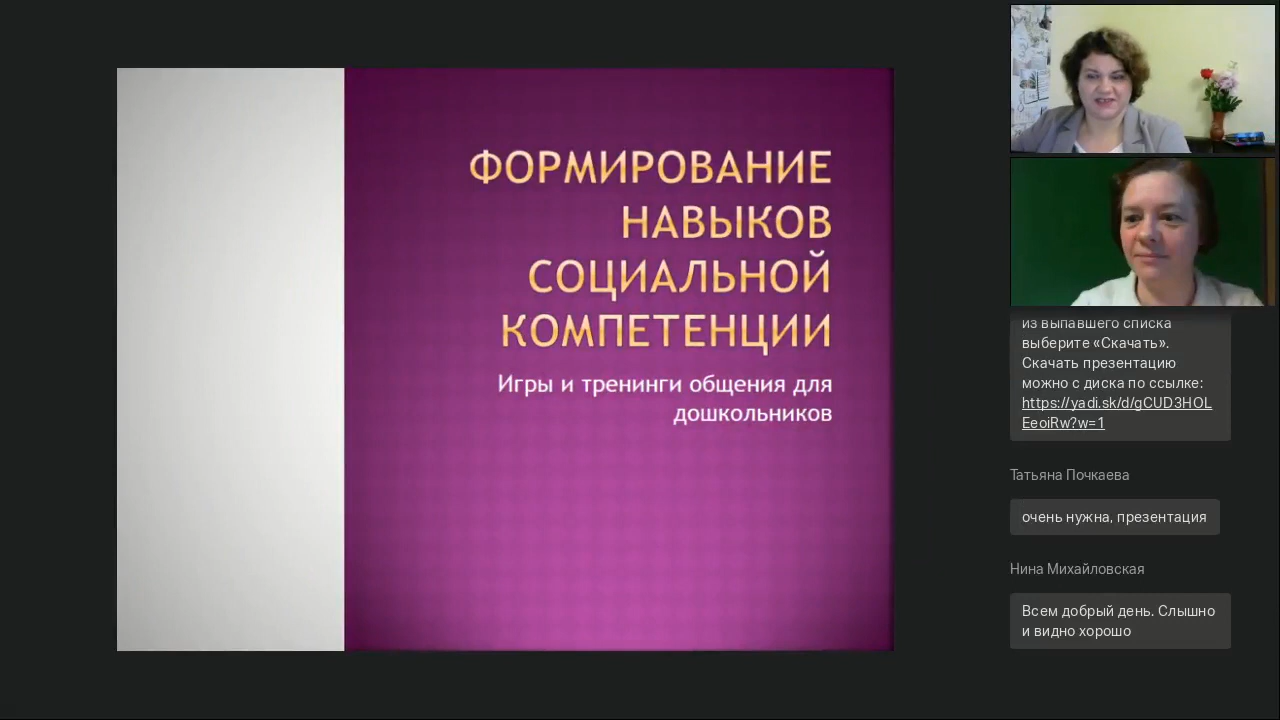 ФОРМИРОВАНИЕ
НАВЫКОВ
СОЦИАЛЬНОЙ
КОМПЕТЕНЦИИ
Игры и тренинги общения для
дошкольников
из выпавшего списка
выберите «Скачать».
Скачать презентацию
можно с диска по ссылке:
https://yadi.sk/d/gCUD3HOL
EeoiRw?w=1
Татьяна Почкаева
очень нужна, презентация
Нина Михайловская
Всем добрый день. Слышно
и видно хорошо